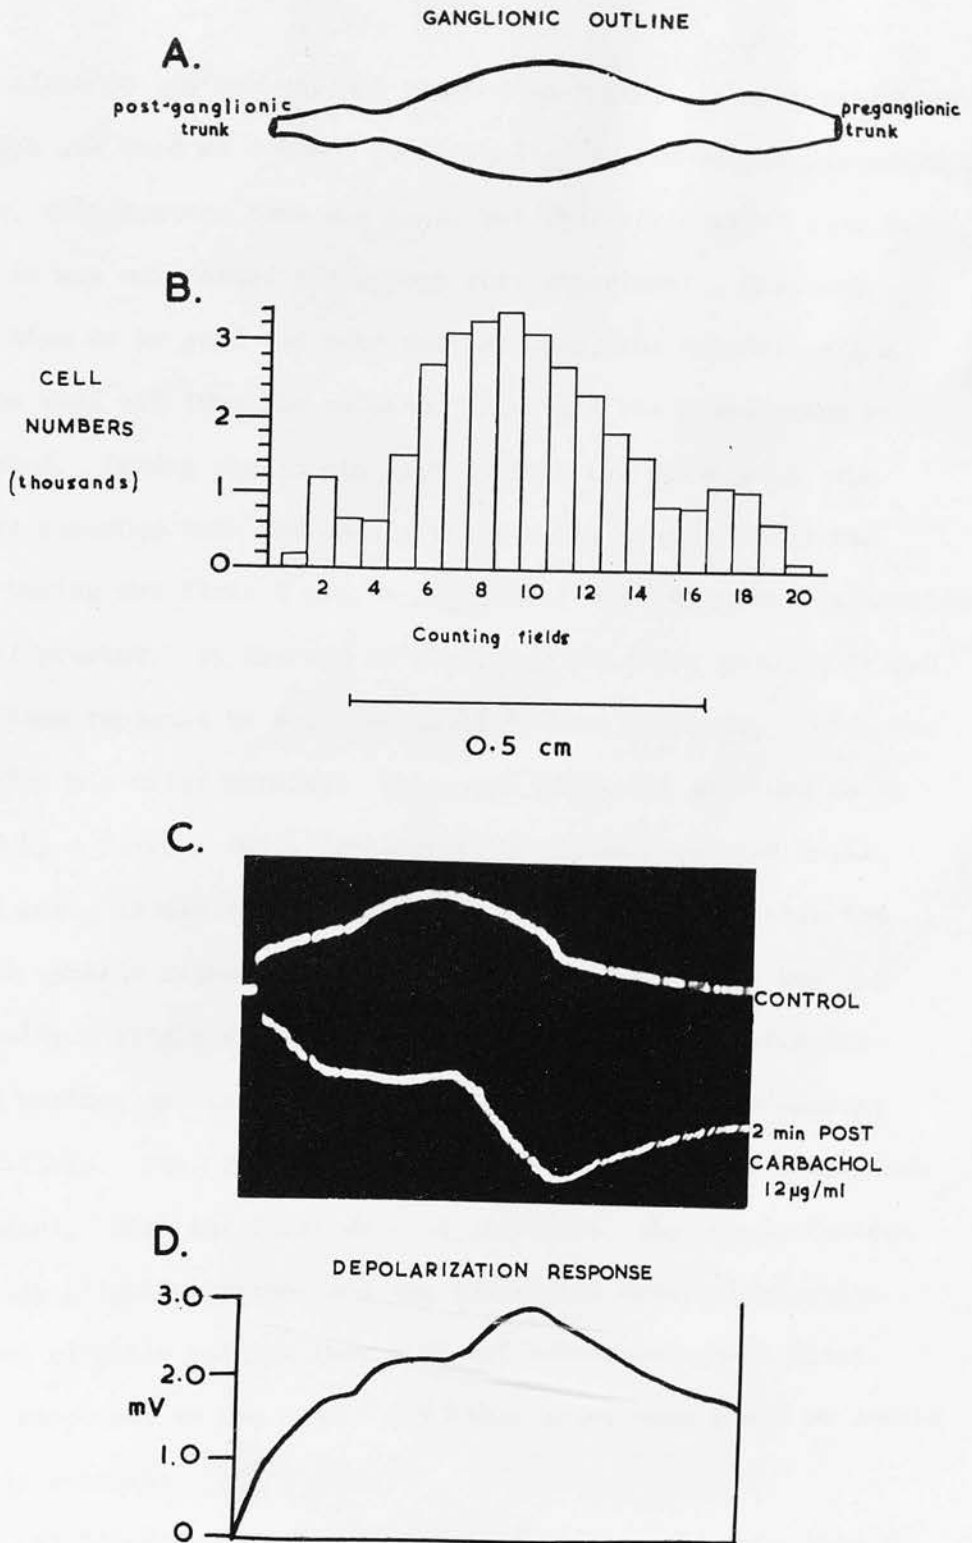 GANGLIONIC OUTLINE
A.
post-ganglionic
trunk
preganglionic
trunk
B.
3
2
1
0
CELL
NUMBERS
(thousands)
2 4 6 8 10 12 14 16 18 20
Counting fields
0.5 cm
C.
CONTROL
2 min POST
CARBACHOL
12µg/ml
D.
DEPOLARIZATION RESPONSE
3.0
2.0
mV
1.0
0